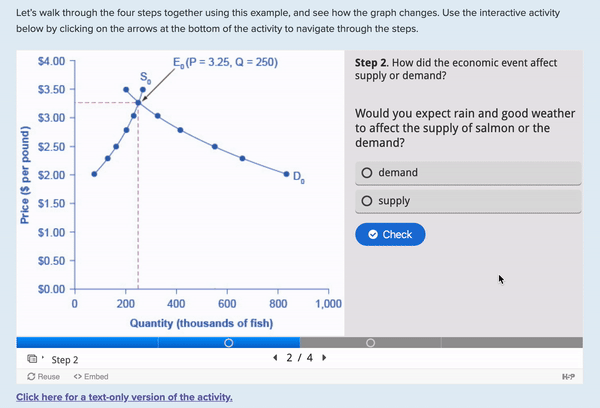 Let's walk through the four steps together using this example, and see how the graph changes. Use the interactive activity
below by clicking on the arrows at the bottom of the activity to navigate through the steps.
$4.00
$3.50
$3.00
$2.50
$2.00
$1.50
$1.00
$0.50
$0.00
Price ($ per pound)
E₀(P = 3.25, Q = 250)
S₀
D₀
0 200 400 600 800 1,000
Quantity (thousands of fish)
Step 2. How did the economic event affect
supply or demand?
Would you expect rain and good weather
to affect the supply of salmon or the
demand?
demand
supply
Check
Step 2
2 / 4
Reuse <> Embed
H5P
Click here for a text-only version of the activity.